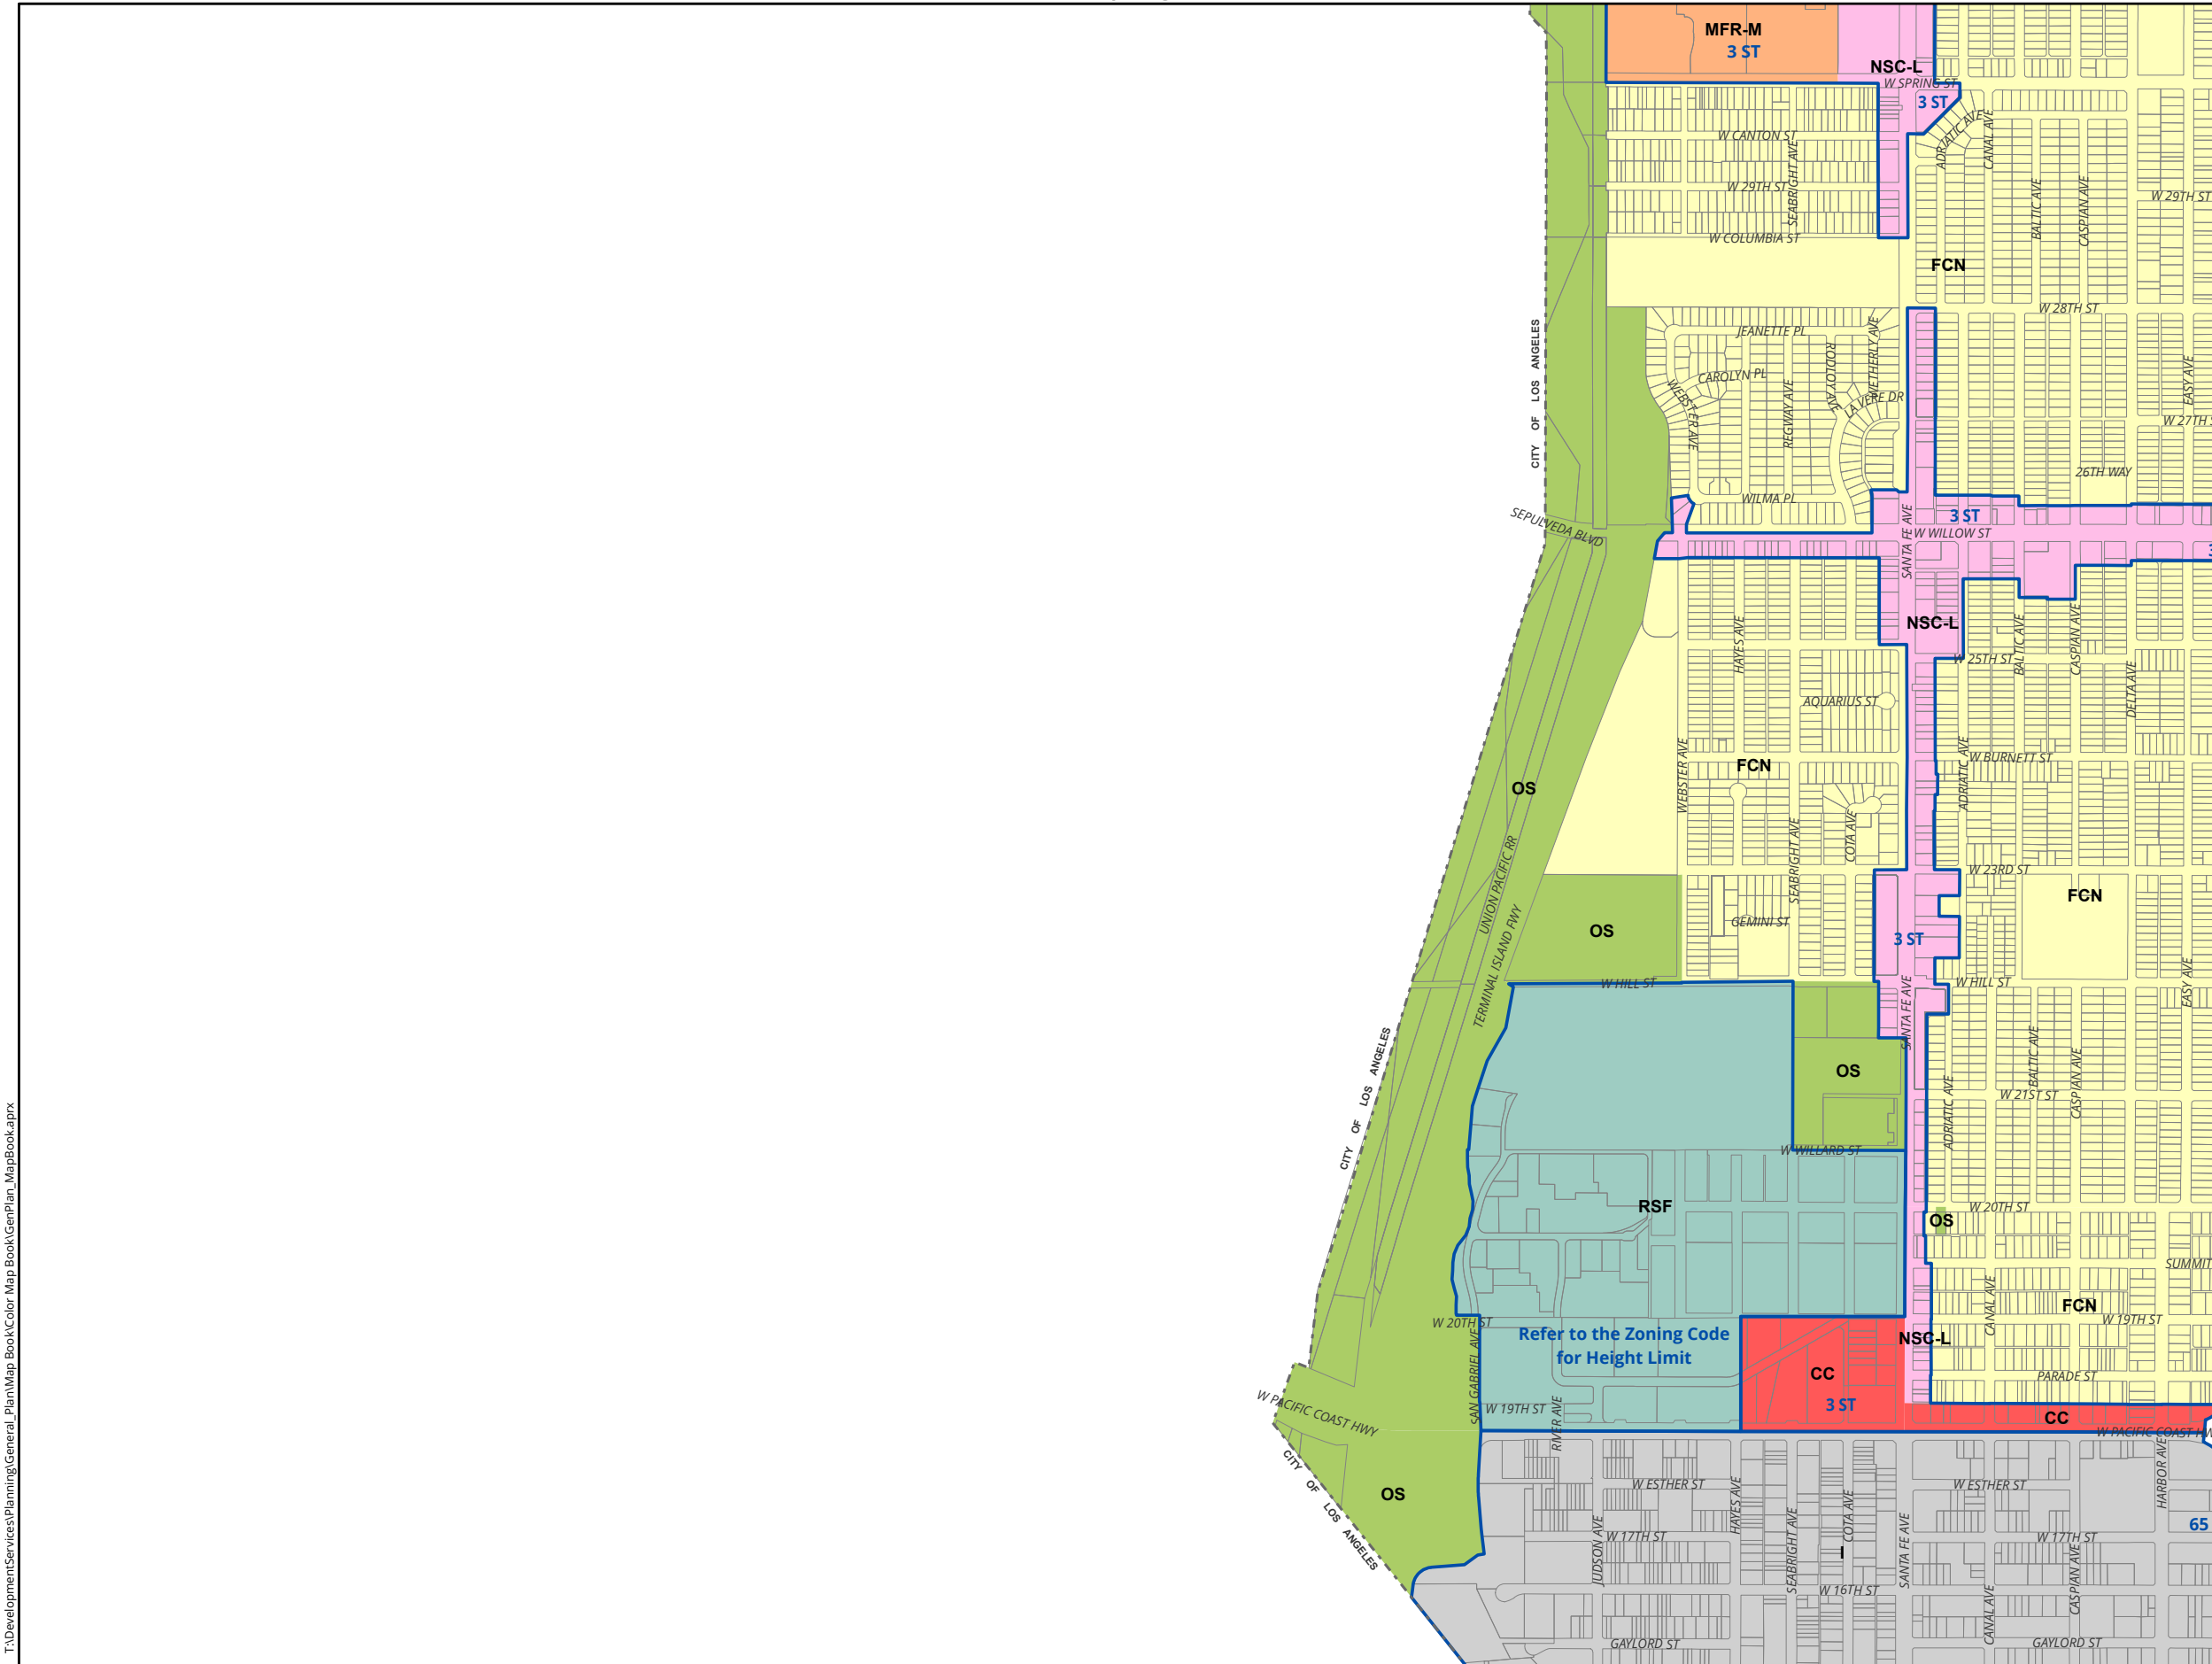 MFR-M
3 ST
NSC-L
W SPRING ST
3 ST
ADRIATIC AVE
CANAL AVE
W CANTON ST
SEABRIGHT AVE
W 29TH ST
W 29TH ST
BALTIC AVE
CASPIAN AVE
W COLUMBIA ST
FCN
W 28TH ST
CITY OF LOS ANGELES
JEANETTE PL
RODLOY AVE
WETHERLY AVE
CAROLYN PL
WEBSTER AVE
REGWAY AVE
LA VERE DR
EASY AVE
W 27TH
26TH WAY
WILMA PL
SEPULVEDA BLVD
3 ST
SANTA FE AVE
W WILLOW ST
NSC-L
HAYES AVE
BALTIC AVE
CASPIAN AVE
W 25TH ST
DELTA AVE
AQUARIUS ST
WEBSTER AVE
FCN
W BURNETT ST
ADRIATIC AVE
OS
SEABRIGHT AVE
COTA AVE
W 23RD ST
UNION PACIFIC RR
TERMINAL ISLAND FWY
FCN
GEMINI ST
OS
3 ST
W HILL ST
W HILL ST
SANTA FE AVE
EASY AVE
CITY OF LOS ANGELES
OS
BALTIC AVE
CASPIAN AVE
ADRIATIC AVE
W 21ST ST
W WILLARD ST
RSF
W 20TH ST
OS
SUMMIT
CANAL AVE
FCN
W 19TH ST
W 20TH ST
SAN GABRIEL AVE
Refer to the Zoning Code
for Height Limit
NSC-L
CC
3 ST
PARADE ST
W PACIFIC COAST HWY
W 19TH ST
RIVER AVE
CC
W PACIFIC COAST HW
CITY OF LOS ANGELES
OS
W ESTHER ST
HAYES AVE
W ESTHER ST
HARBOR AVE
COTA AVE
SEABRIGHT AVE
SANTA FE AVE
65
JUDSON AVE
W 17TH ST
W 17TH ST
I
CASPIAN AVE
W 16TH ST
CANAL AVE
GAYLORD ST
GAYLORD ST
T:\DevelopmentServices\Planning\General_Plan\Map Book\Color Map Book\GenPlan_MapBook.aprx